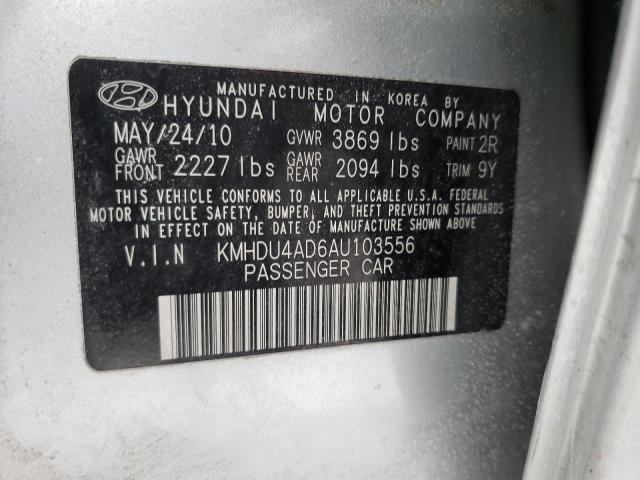 MANUFACTURED IN KOREA BY
HYUNDAI MOTOR COMPANY
MAY/24/10 GVWR 3869 lbs PAINT 2R
GAWR FRONT 2227 lbs GAWR REAR 2094 lbs TRIM 9Y
THIS VEHICLE CONFORMS TO ALL APPLICABLE U.S.A. FEDERAL
MOTOR VEHICLE SAFETY, BUMPER, AND THEFT PREVENTION STANDARDS
IN EFFECT ON THE DATE OF MANUFACTURE SHOWN ABOVE
V.I.N KMHDU4AD6AU103556
PASSENGER CAR